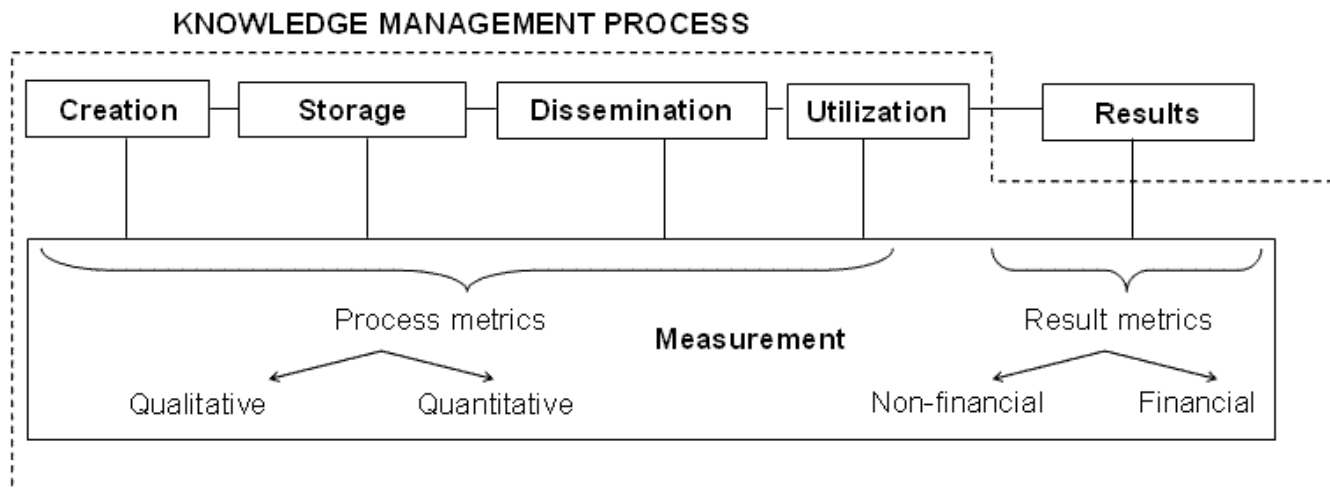 KNOWLEDGE MANAGEMENT PROCESS
Creation
Storage
Dissemination
Utilization
Results
Process metrics
Measurement
Result metrics
Qualitative
Quantitative
Non-financial
Financial